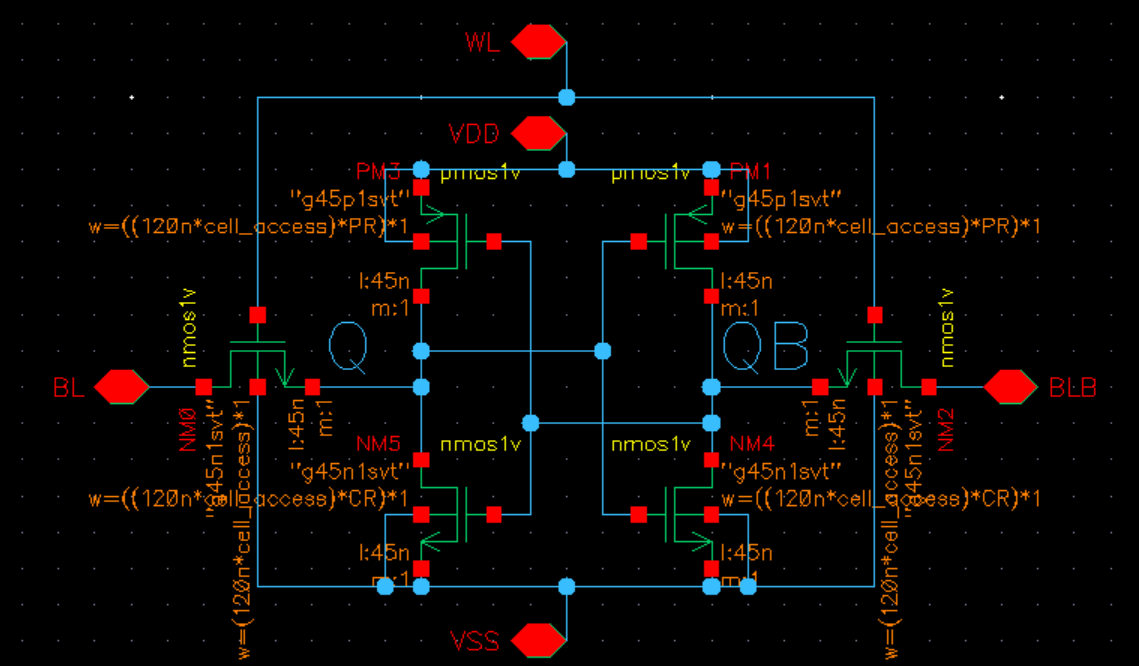 WL
VDD
PM3
pmos1v
pmos1v
PM1
"g45p1svt"
"g45p1svt"
w=((120n*cell_access)*PR)*1
w=((120n*cell_access)*PR)*1
l:45n
m:1
l:45n
m:1
nmos1v
Q
QB
nmos1v
BL
BLB
NM0
"g45n1svt"
w=(120n*cell_access)*1
l:45n
m:1
m:1
l:45n
w=(120n*cell_access)*1
"g45n1svt"
NM2
NM5
nmos1v
nmos1v
NM4
"g45n1svt"
"g45n1svt"
w=((120n*cell_access)*CR)*1
w=((120n*cell_access)*CR)*1
l:45n
m:1
l:45n
m:1
VSS